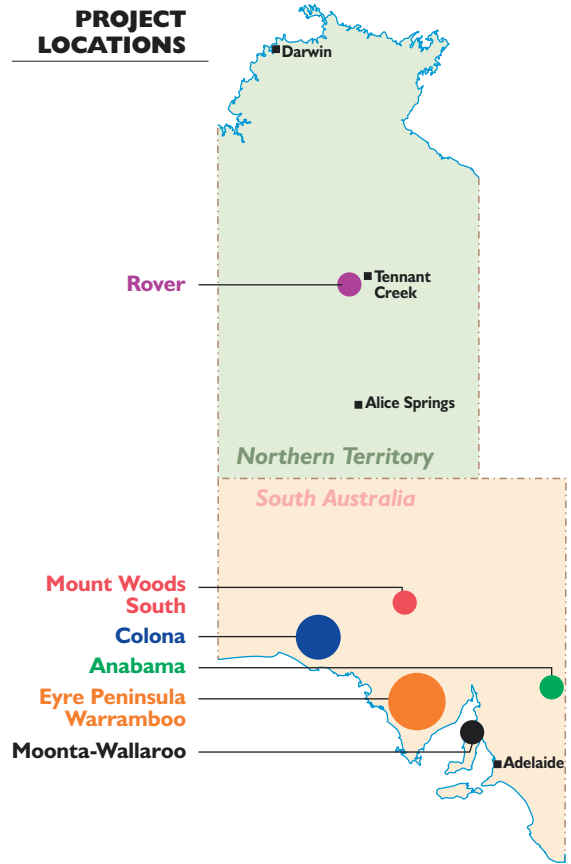 PROJECT
LOCATIONS
Darwin
Rover
Tennant
Creek
Alice Springs
Northern Territory
South Australia
Mount Woods
South
Colona
Anabama
Eyre Peninsula
Warramboo
Moonta-Wallaroo
Adelaide